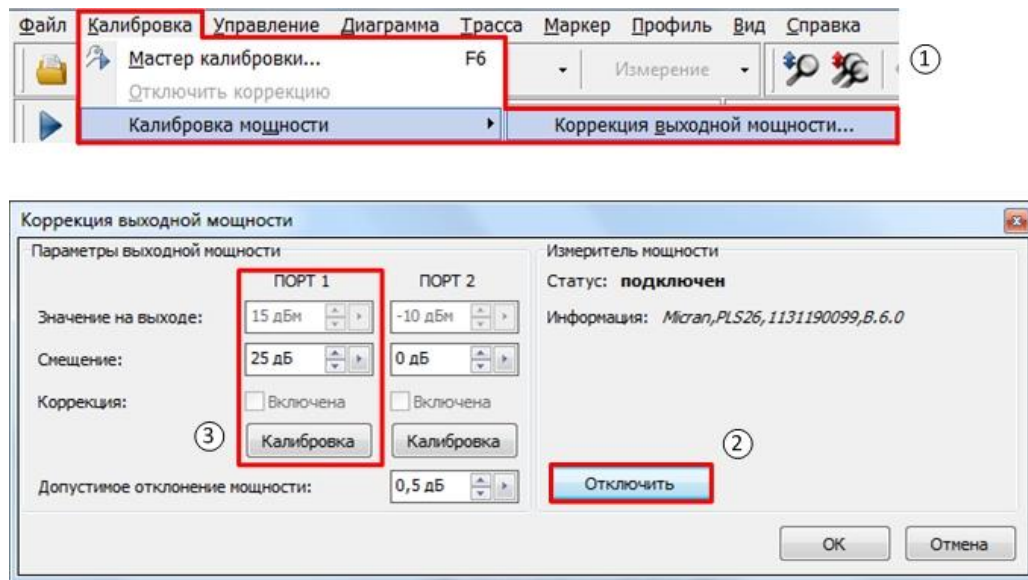 Файл Калибровка Управление Диаграмма Трасса Маркер Профиль Вид Справка
Мастер калибровки... F6 Измерение ①
Отключить коррекцию
Калибровка мощности Коррекция выходной мощности...
Коррекция выходной мощности
Параметры выходной мощности Измеритель мощности
ПОРТ 1 ПОРТ 2 Статус: подключен
Значение на выходе: 15 дБм -10 дБм Информация: Micran,PLS26,1131190099,B.6.0
Смещение: 25 дБ 0 дБ
Коррекция: Включена Включена
③ Калибровка Калибровка ②
Допустимое отклонение мощности: 0,5 дБ Отключить
OK Отмена